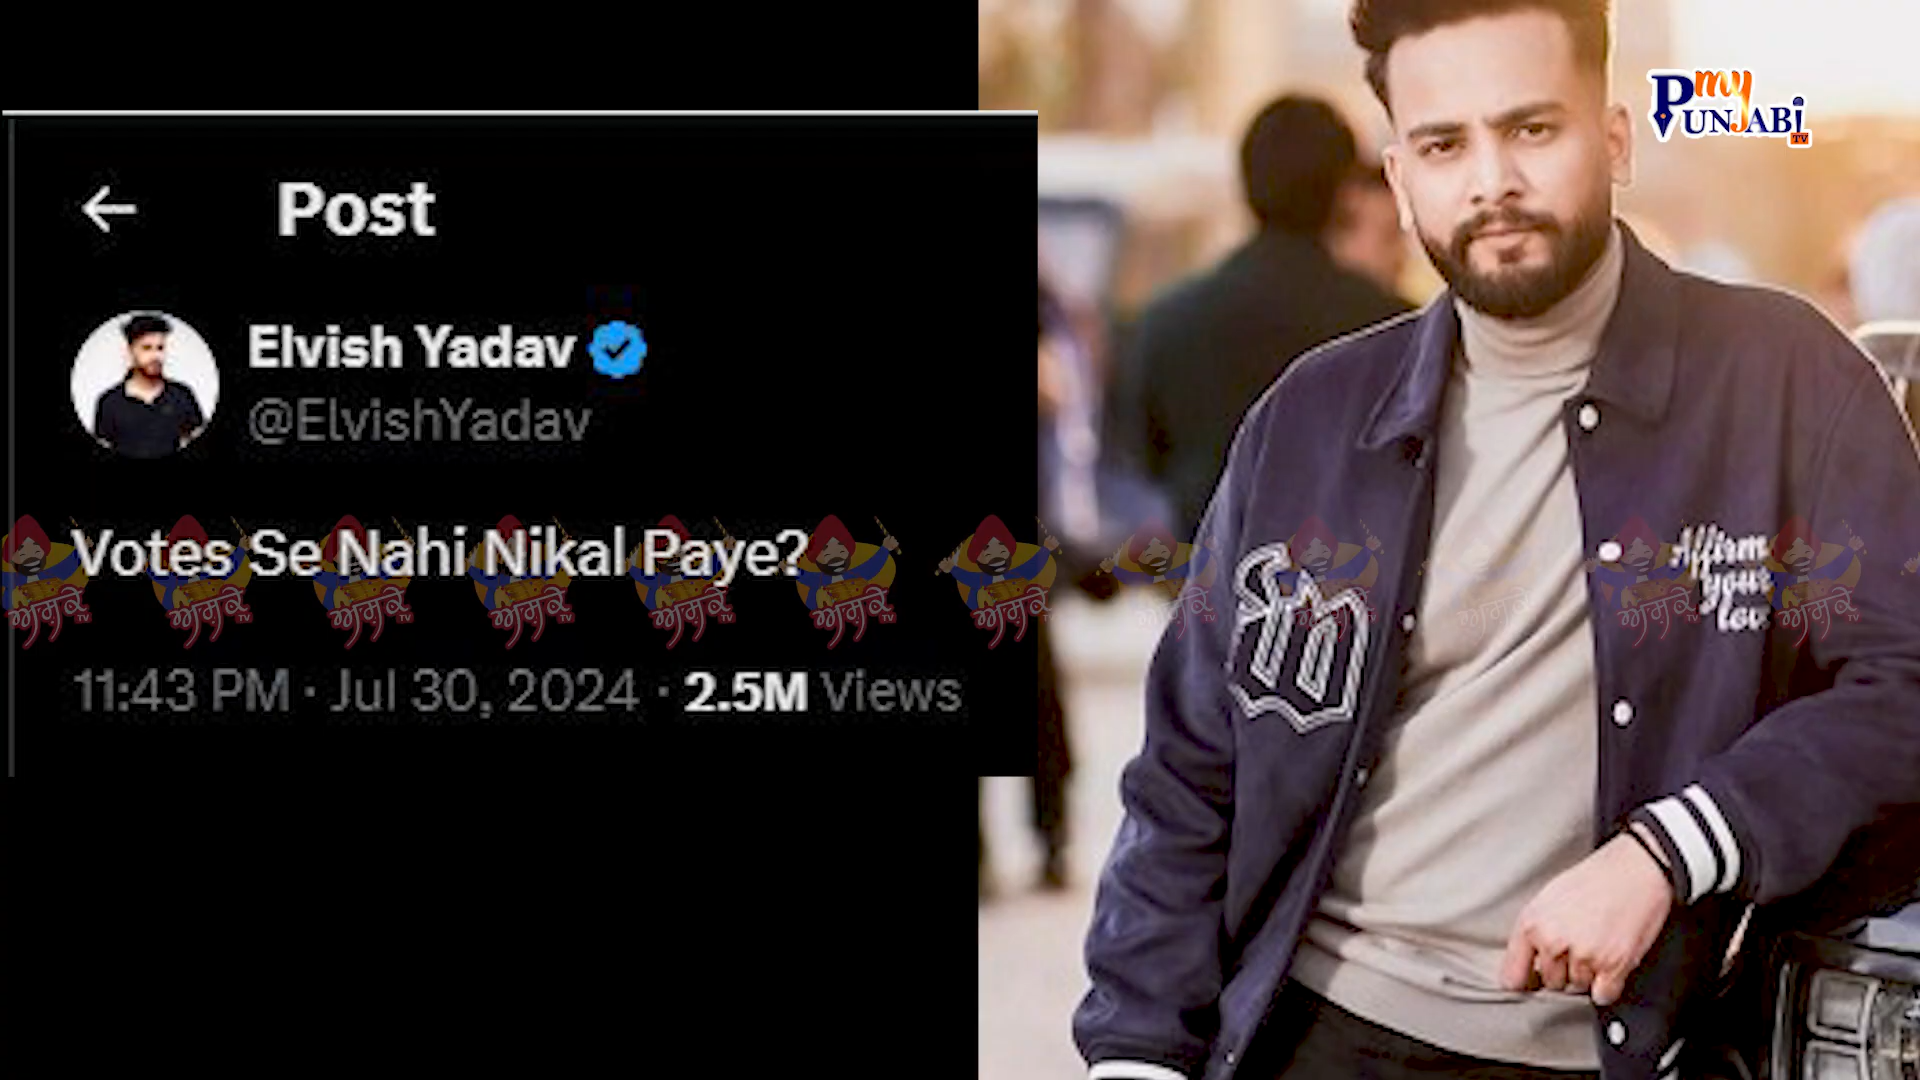 my
PUNJABI
TV
Post
Elvish Yadav
@ElvishYadav
Votes Se Nahi Nikal Paye?
11:43 PM · Jul 30, 2024 · 2.5M Views
Affirm
your